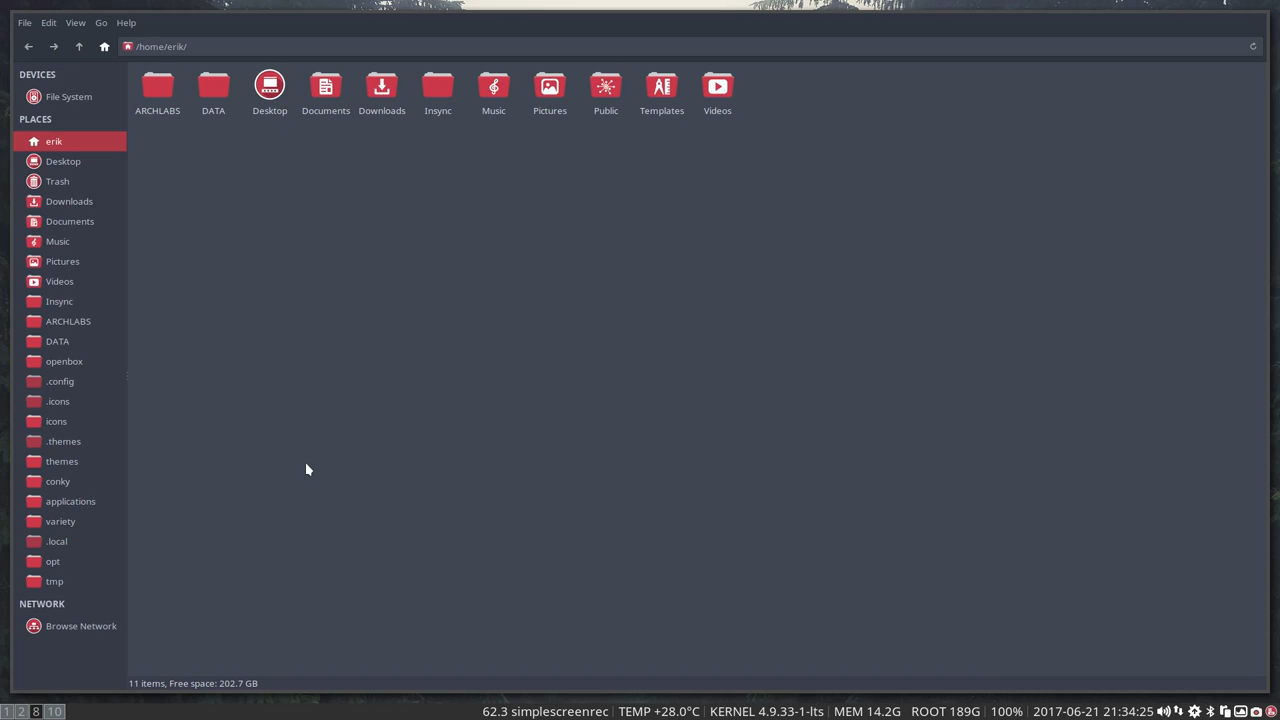 File Edit View Go Help
/home/erik/
DEVICES
File System
PLACES
erik
Desktop
Trash
Downloads
Documents
Music
Pictures
Videos
Insync
ARCHLABS
DATA
openbox
.config
.icons
icons
.themes
themes
conky
applications
variety
.local
opt
tmp
NETWORK
Browse Network
ARCHLABS DATA Desktop Documents Downloads Insync Music Pictures Public Templates Videos
11 items, Free space: 202.7 GB
1 2 8 10 62.3 simplescreenrec TEMP +28.0°C KERNEL 4.9.33-1-lts MEM 14.2G ROOT 189G 100% 2017-06-21 21:34:25